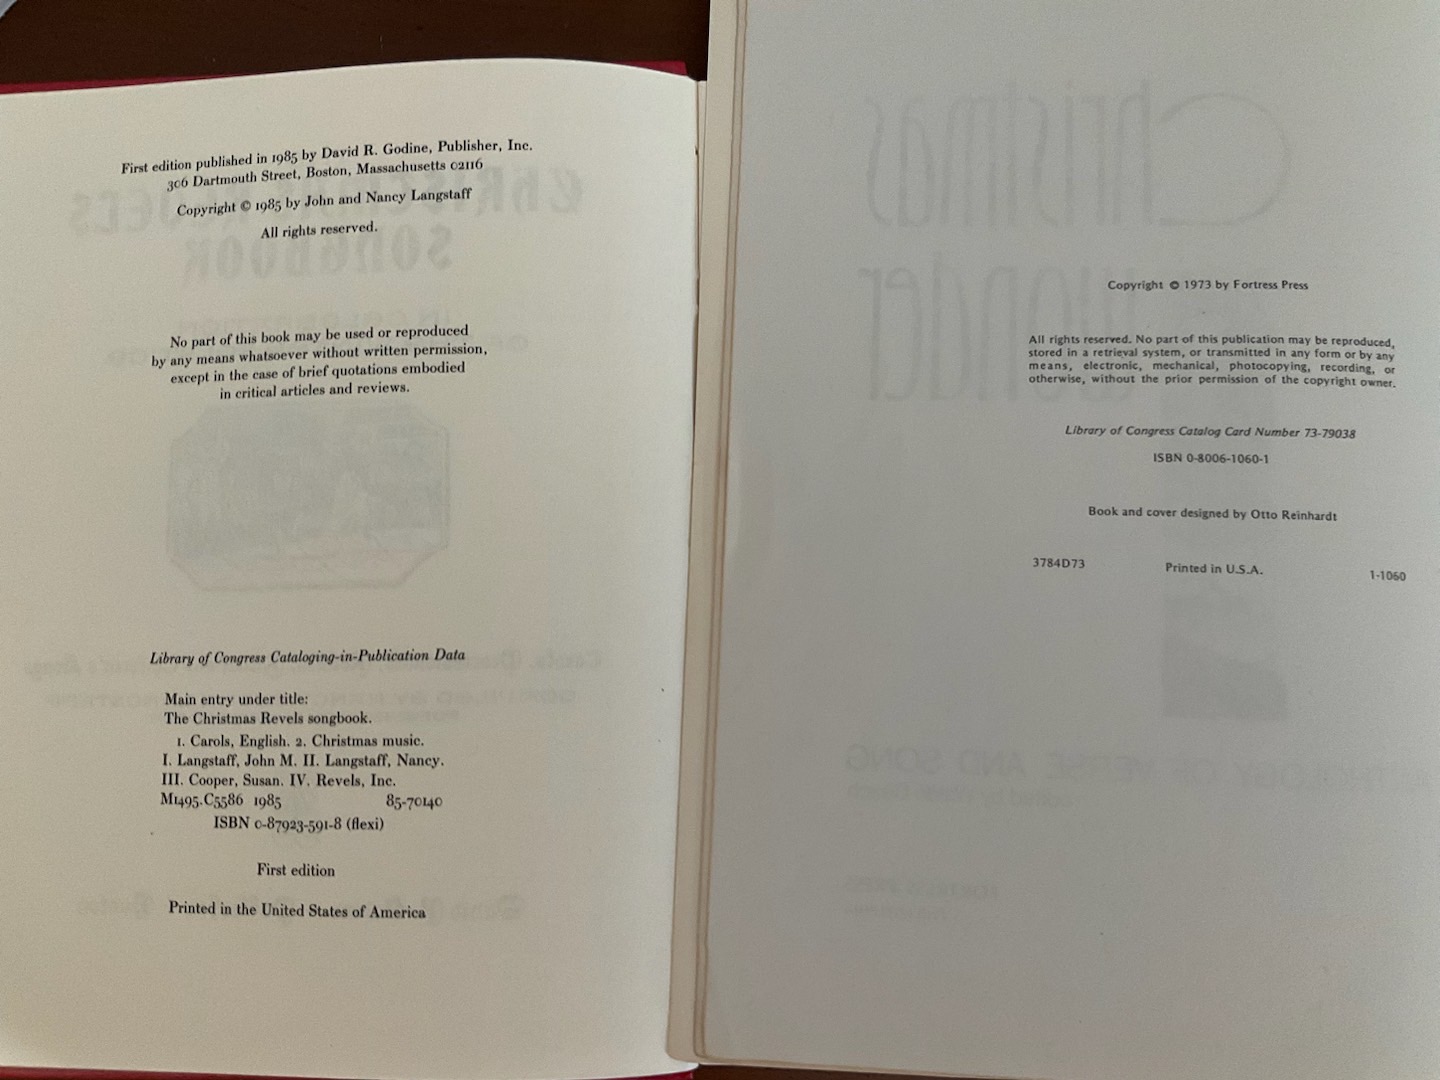 First edition published in 1985 by David R. Godine, Publisher, Inc.
306 Dartmouth Street, Boston, Massachusetts 02116
Copyright © 1985 by John and Nancy Langstaff
All rights reserved.
No part of this book may be used or reproduced
by any means whatsoever without written permission,
except in the case of brief quotations embodied
in critical articles and reviews.
Library of Congress Cataloging-in-Publication Data
Main entry under title:
The Christmas Revels songbook.
1. Carols, English. 2. Christmas music.
I. Langstaff, John M. II. Langstaff, Nancy.
III. Cooper, Susan. IV. Revels, Inc.
M1495.C5586 1985 85-70140
ISBN 0-87923-591-8 (flexi)
First edition
Printed in the United States of America
Christmas
Wonder
Copyright © 1973 by Fortress Press
All rights reserved. No part of this publication may be reproduced,
stored in a retrieval system, or transmitted in any form or by any
means, electronic, mechanical, photocopying, recording, or
otherwise, without the prior permission of the copyright owner.
Library of Congress Catalog Card Number 73-79038
ISBN 0-8006-1060-1
Book and cover designed by Otto Reinhardt
3784D73 Printed in U.S.A. 1-1060